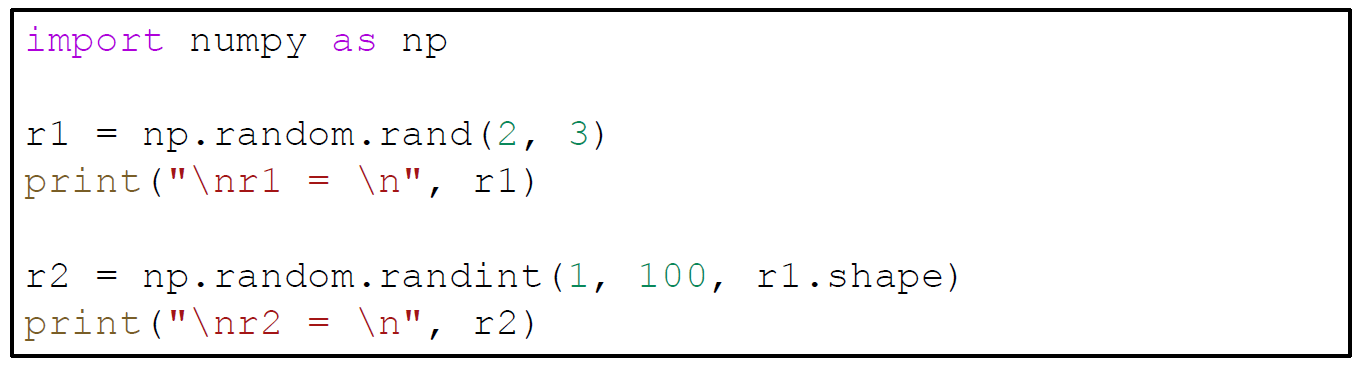 import numpy as np
r1 = np.random.rand(2, 3)
print("\nr1 = \n", r1)
r2 = np.random.randint(1, 100, r1.shape)
print("\nr2 = \n", r2)